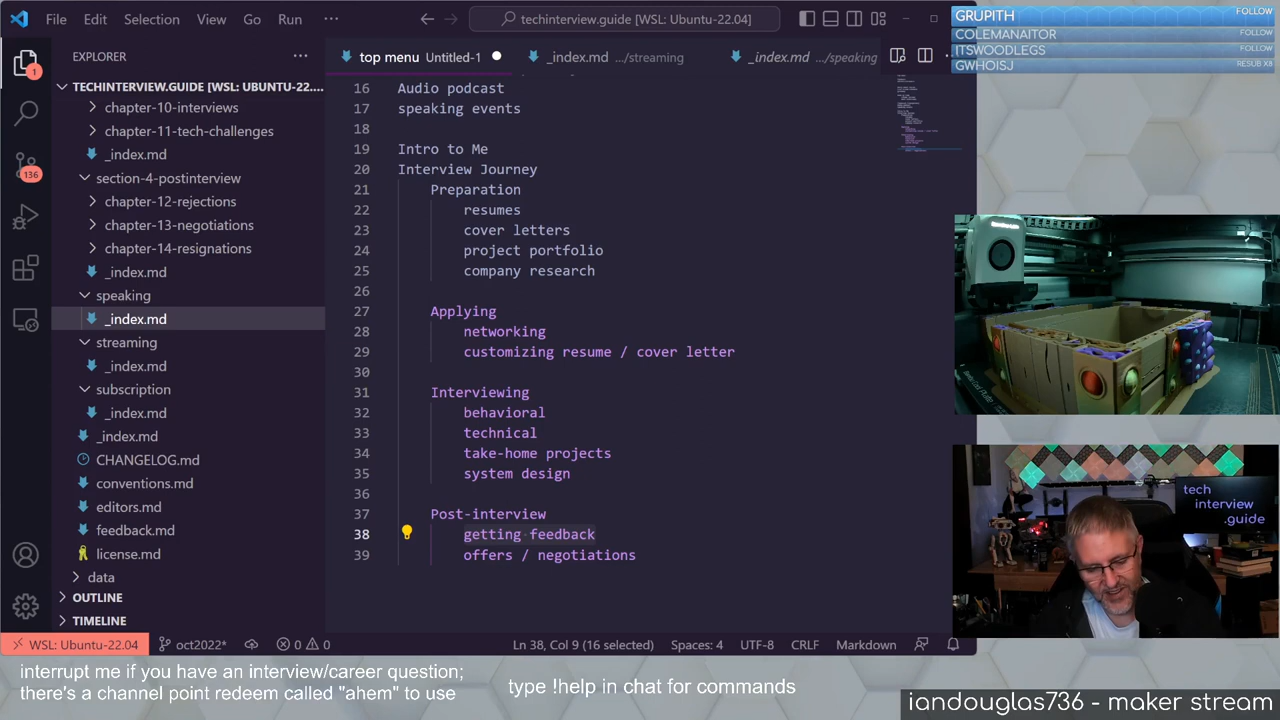 File Edit Selection View Go Run ··· techinterview.guide [WSL: Ubuntu-22.04]
EXPLORER ···
TECHINTERVIEW.GUIDE [WSL: UBUNTU-22....
chapter-10-interviews
chapter-11-tech-challenges
_index.md
section-4-postinterview
chapter-12-rejections
chapter-13-negotiations
chapter-14-resignations
_index.md
speaking
_index.md
streaming
_index.md
subscription
_index.md
_index.md
CHANGELOG.md
conventions.md
editors.md
feedback.md
license.md
data
OUTLINE
TIMELINE
1
136
top menu Untitled-1
_index.md .../streaming
_index.md .../speaking
16 Audio podcast
17 speaking events
18
19 Intro to Me
20 Interview Journey
21 Preparation
22 resumes
23 cover letters
24 project portfolio
25 company research
26
27 Applying
28 networking
29 customizing resume / cover letter
30
31 Interviewing
32 behavioral
33 technical
34 take-home projects
35 system design
36
37 Post-interview
38 getting feedback
39 offers / negotiations
WSL: Ubuntu-22.04 oct2022* 0 0 Ln 38, Col 9 (16 selected) Spaces: 4 UTF-8 CRLF Markdown
GRUPITH FOLLOW
COLEMANAITOR FOLLOW
ITSWOODLEGS FOLLOW
GWHOISJ RESUB X8
tech
interview
.guide
interrupt me if you have an interview/career question;
there's a channel point redeem called "ahem" to use
type !help in chat for commands
iandouglas736 - maker stream